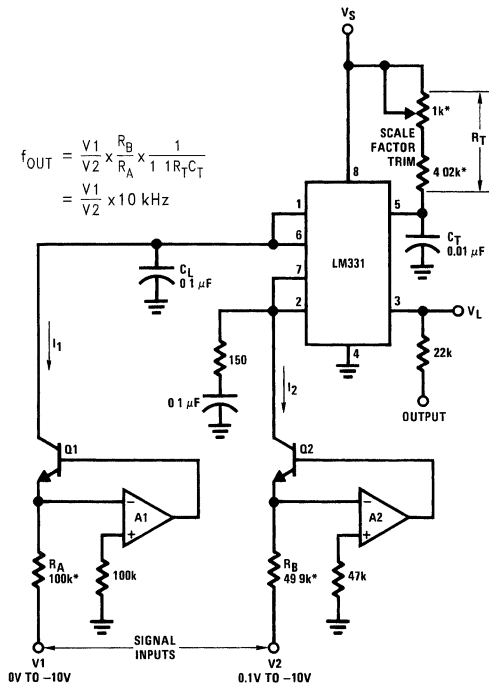 VS
1k*
SCALE
FACTOR
TRIM
RT
4 02k*
fOUT = V1/V2 x RB/RA x 1/1 1RTCT
= V1/V2 x 10 kHz
8
1
5
6
CT
0.01 µF
LM331
CL
0 1 µF
7
2
3
VL
I1
150
4
22k
I2
0 1 µF
OUTPUT
Q1
Q2
−
A1
+
−
A2
+
RA
100k*
100k
RB
49 9k*
47k
SIGNAL
INPUTS
V1
0V TO −10V
V2
0.1V TO −10V